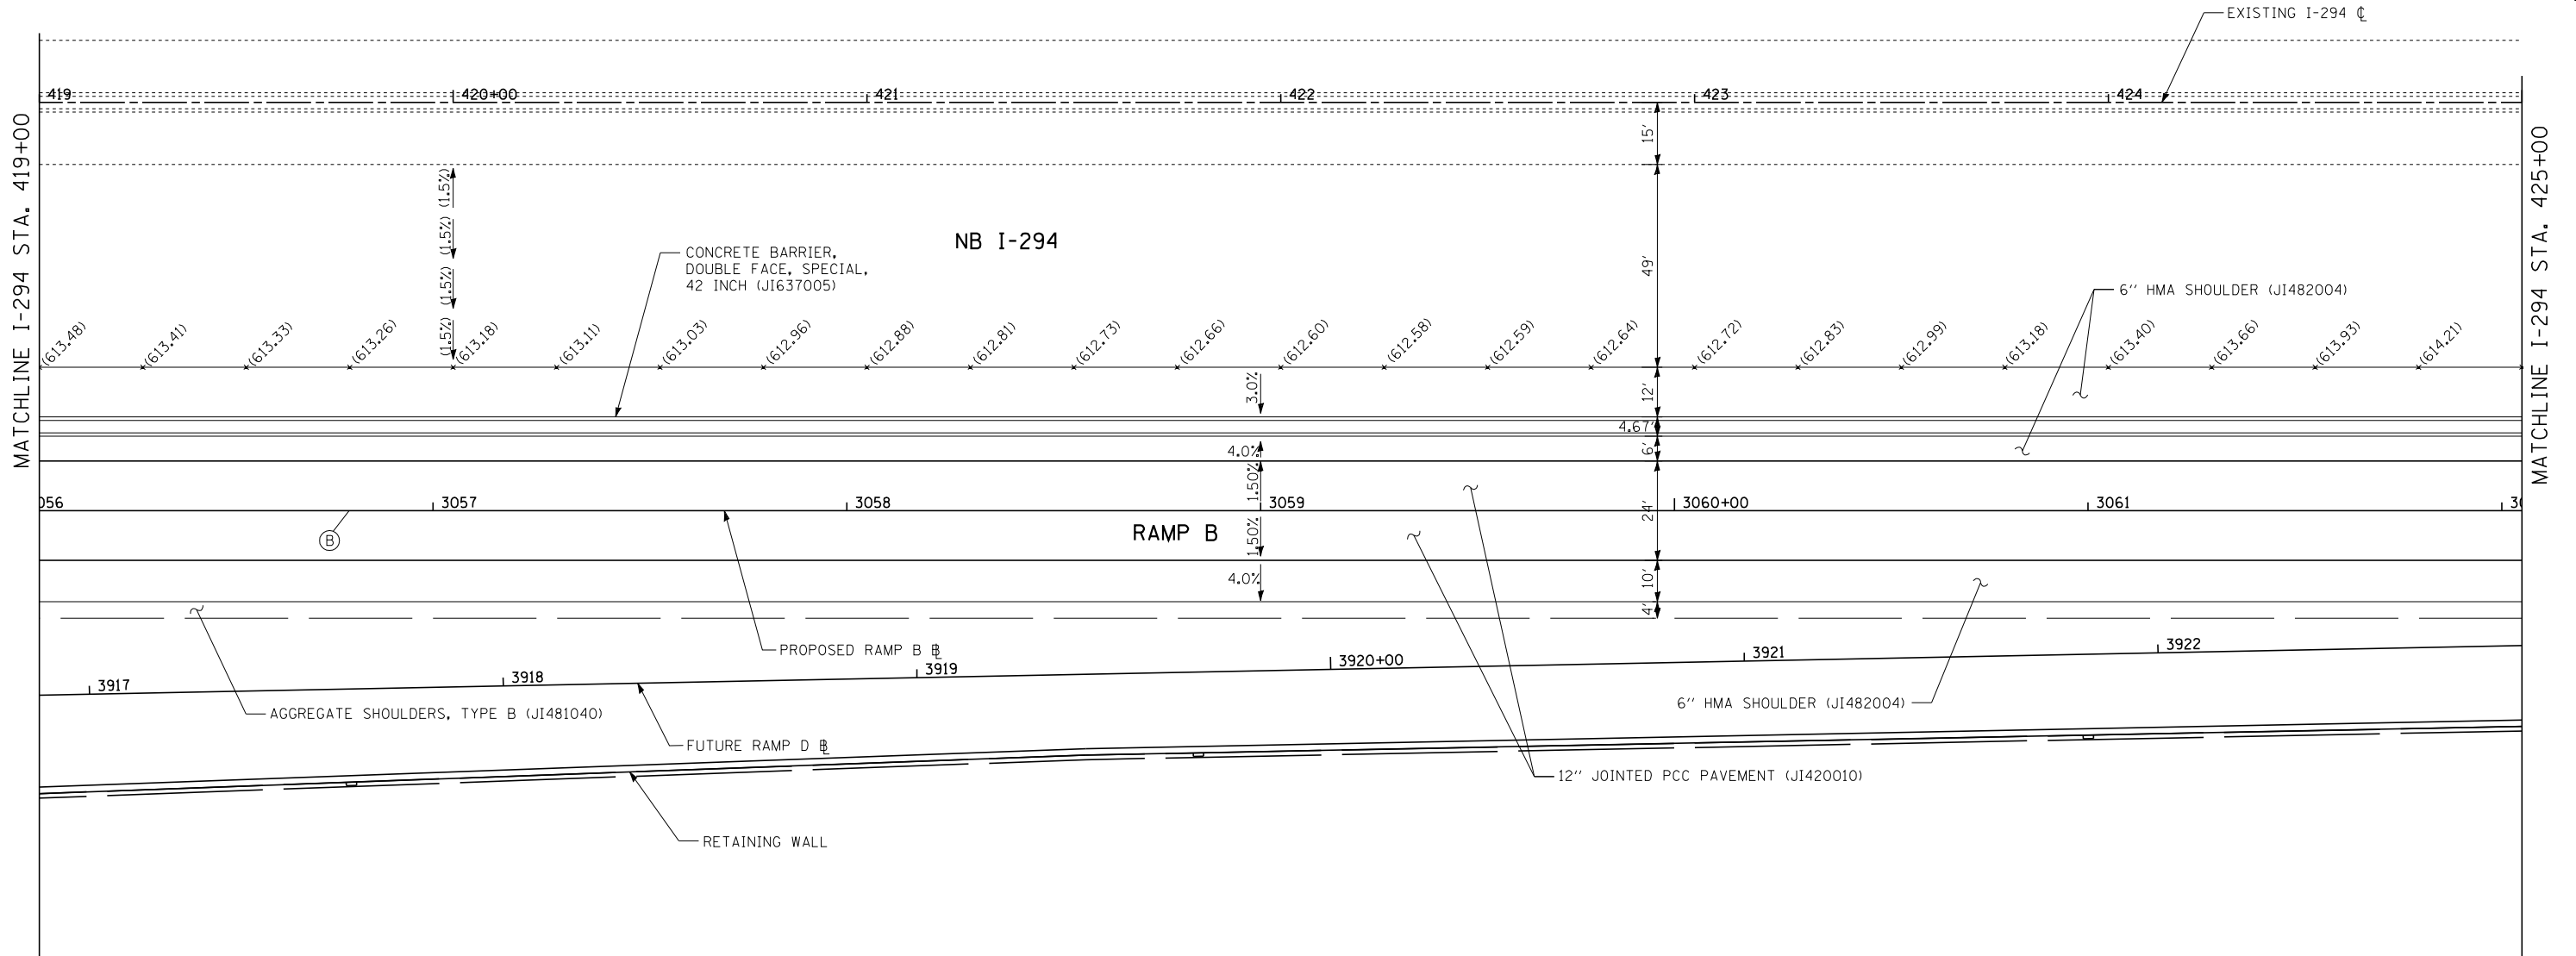 EXISTING I-294 ℄
419 420+00 421 422 423 424
MATCHLINE I-294 STA. 419+00
MATCHLINE I-294 STA. 425+00
15'
(1.5%) (1.5%) (1.5%) (1.5%)
NB I-294
49'
CONCRETE BARRIER,
DOUBLE FACE, SPECIAL,
42 INCH (JI637005)
6" HMA SHOULDER (JI482004)
(613.48) (613.41) (613.33) (613.26) (613.18) (613.11) (613.03) (612.96) (612.88) (612.81) (612.73) (612.66) (612.60) (612.58) (612.59) (612.64) (612.72) (612.83) (612.99) (613.18) (613.40) (613.66) (613.93) (614.21)
3.0%
12'
4.67'
4.0%
6'
1.50%
056 3057 3058 3059 3060+00 3061
24'
B
RAMP B
1.50%
4.0%
10'
4'
PROPOSED RAMP B B
3917 3918 3919 3920+00 3921 3922
AGGREGATE SHOULDERS, TYPE B (JI481040)
6" HMA SHOULDER (JI482004)
FUTURE RAMP D B
12" JOINTED PCC PAVEMENT (JI420010)
RETAINING WALL